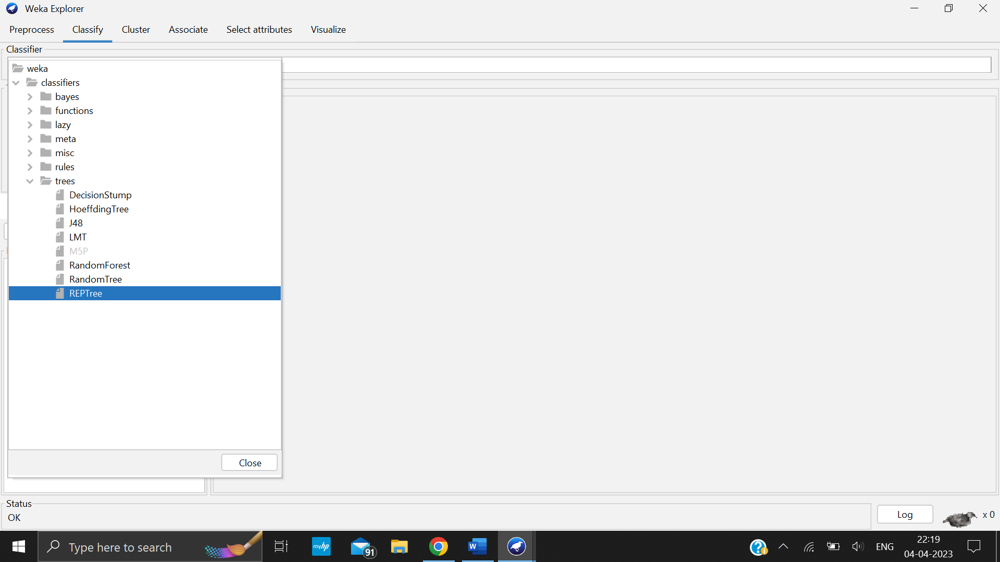 Weka Explorer
Preprocess Classify Cluster Associate Select attributes Visualize
Classifier
weka
classifiers
bayes
functions
lazy
meta
misc
rules
trees
DecisionStump
HoeffdingTree
J48
LMT
M5P
RandomForest
RandomTree
REPTree
Close
Status
OK
Log
x 0
Type here to search
myhp
91
W
ENG
22:19
04-04-2023